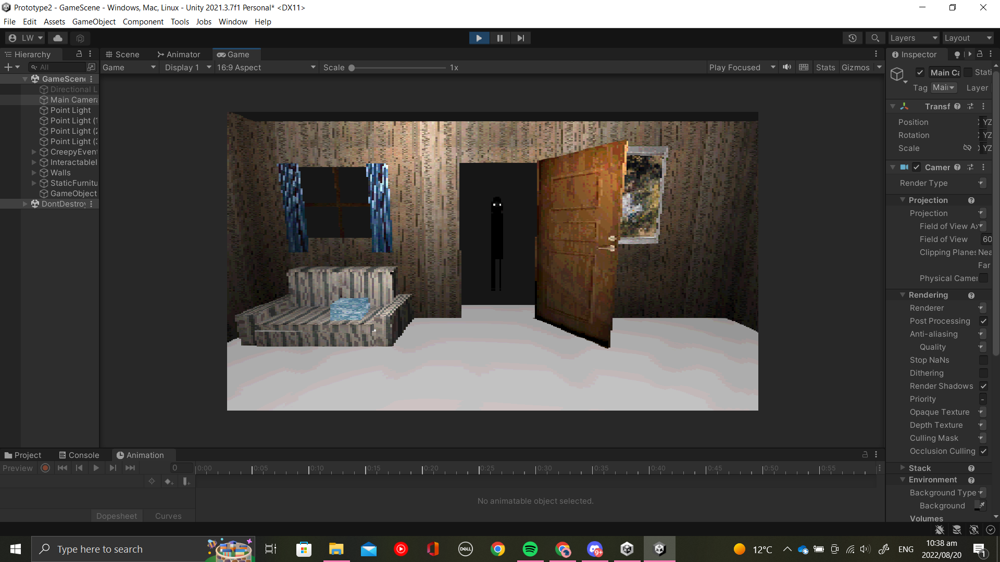 Prototype2 - GameScene - Windows, Mac, Linux - Unity 2021.3.7f1 Personal* <DX11>
File Edit Assets GameObject Component Tools Jobs Window Help
LW
Layers Layout
Hierarchy
All
GameScene
Directional L
Main Camera
Point Light
Point Light (1
Point Light (2
Point Light (3
CreepyEvent
InteractableI
Walls
StaticFurnitu
GameObject
DontDestroy
Scene Animator Game
Game Display 1 16:9 Aspect Scale 1x Play Focused Stats Gizmos
Inspector
Main Ca Stati
Tag Mai Layer
Transf
Position YZ
Rotation YZ
Scale YZ
Camer
Render Type
Projection
Projection
Field of View Ax
Field of View 60
Clipping Planes Nea
Far
Physical Camer
Rendering
Renderer
Post Processing
Anti-aliasing
Quality
Stop NaNs
Dithering
Render Shadows
Priority -
Opaque Texture
Depth Texture
Culling Mask
Occlusion Culling
Stack
Environment
Background Type
Background
Volumes
Project Console Animation
Preview 0 0:00 0:05 0:10 0:15 0:20 0:25 0:30 0:35 0:40 0:45 0:50 0:55
No animatable object selected.
Dopesheet Curves
Type here to search
DELL
9+
12°C
ENG
10:38 am
2022/08/20
1